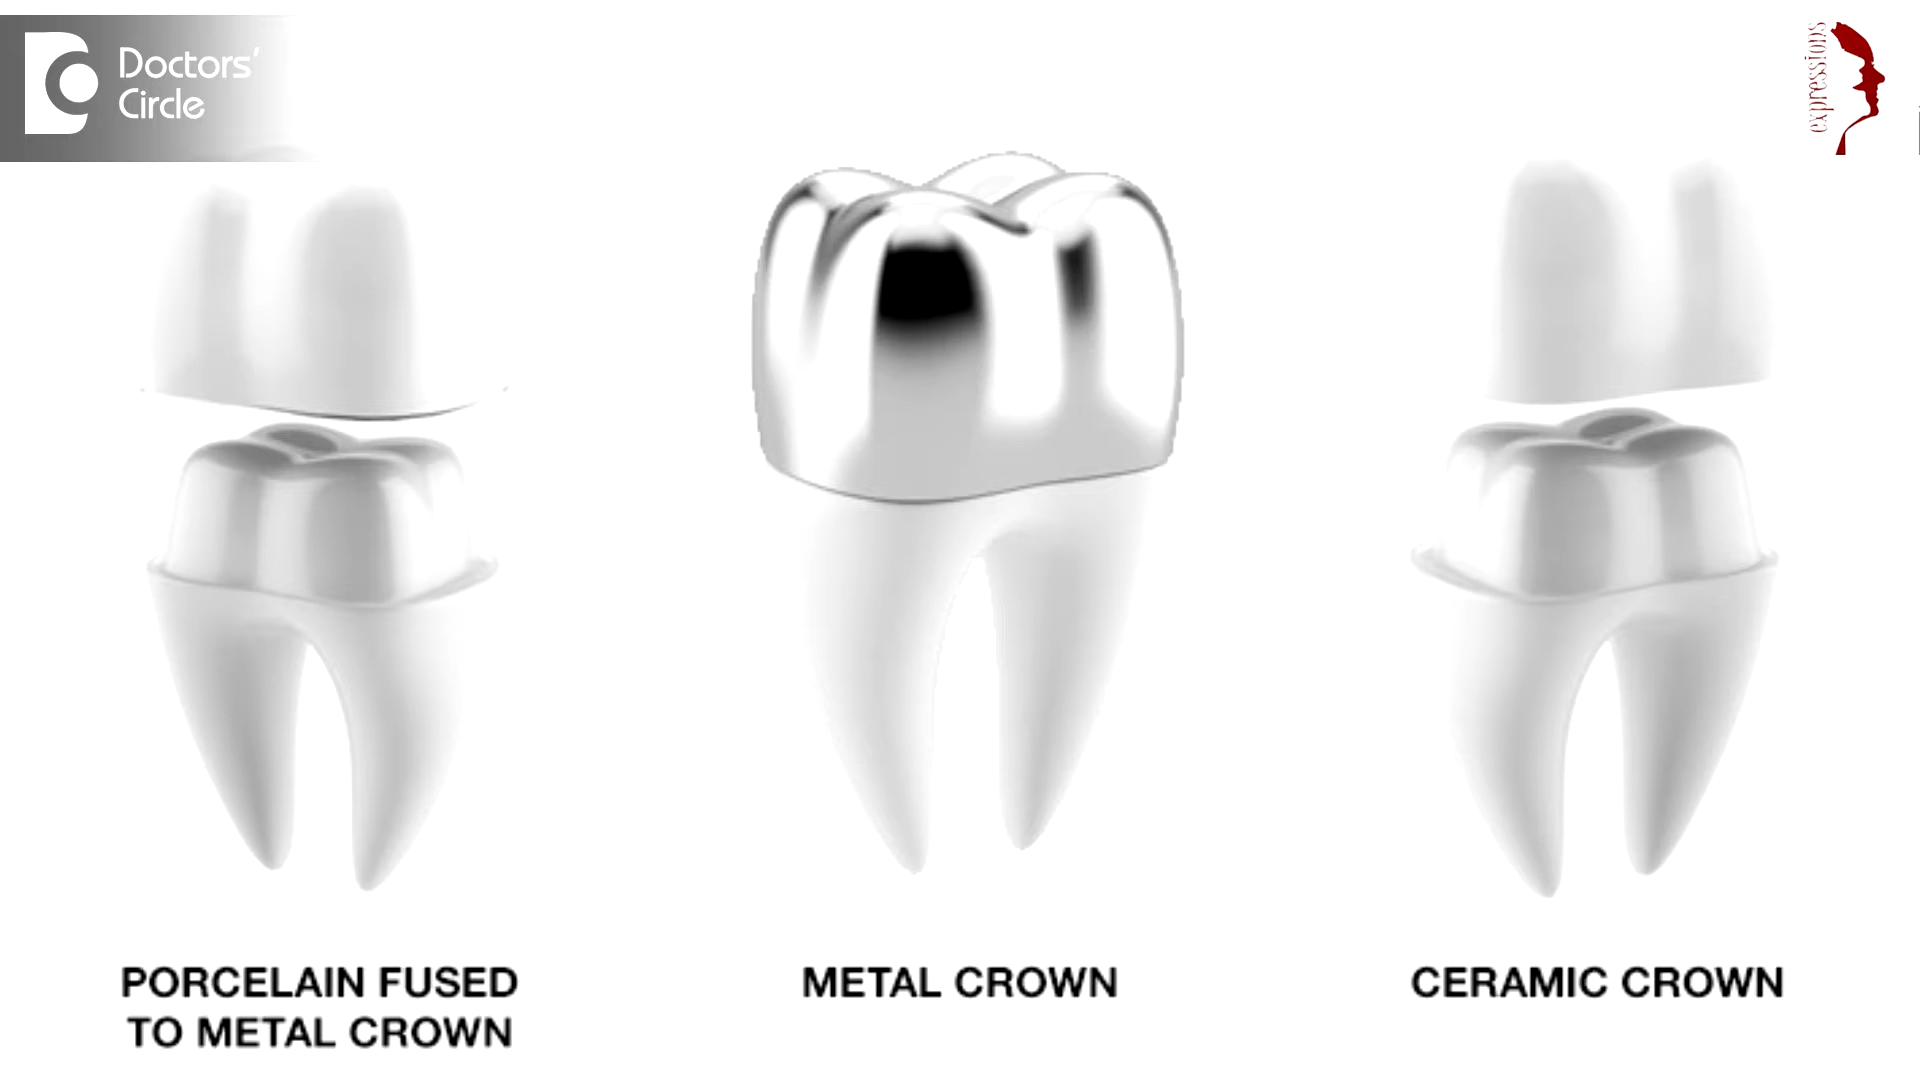 Doctors'
Circle
expressions
PORCELAIN FUSED
TO METAL CROWN
METAL CROWN
CERAMIC CROWN